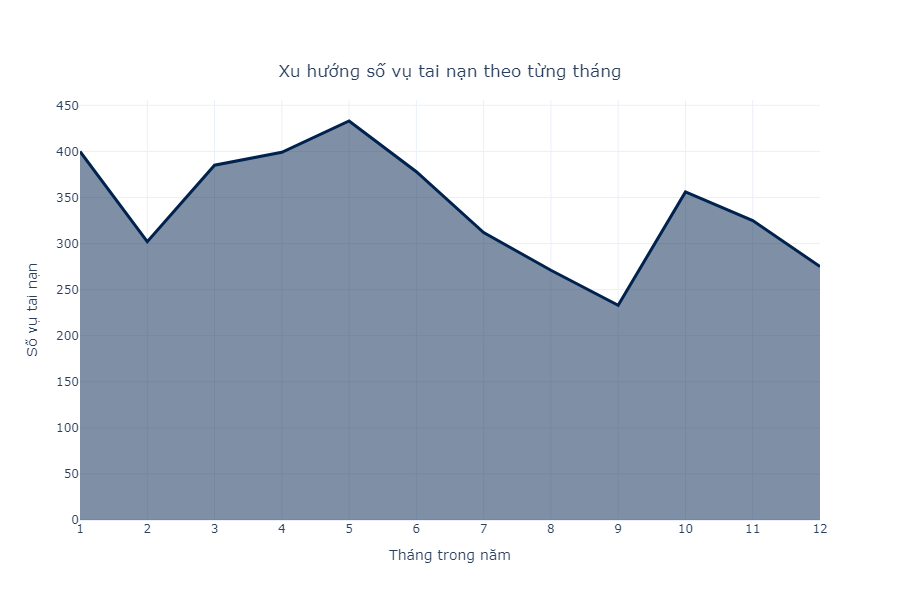 Xu hướng số vụ tai nạn theo từng tháng
Số vụ tai nạn
450
400
350
300
250
200
150
100
50
0
1 2 3 4 5 6 7 8 9 10 11 12
Tháng trong năm